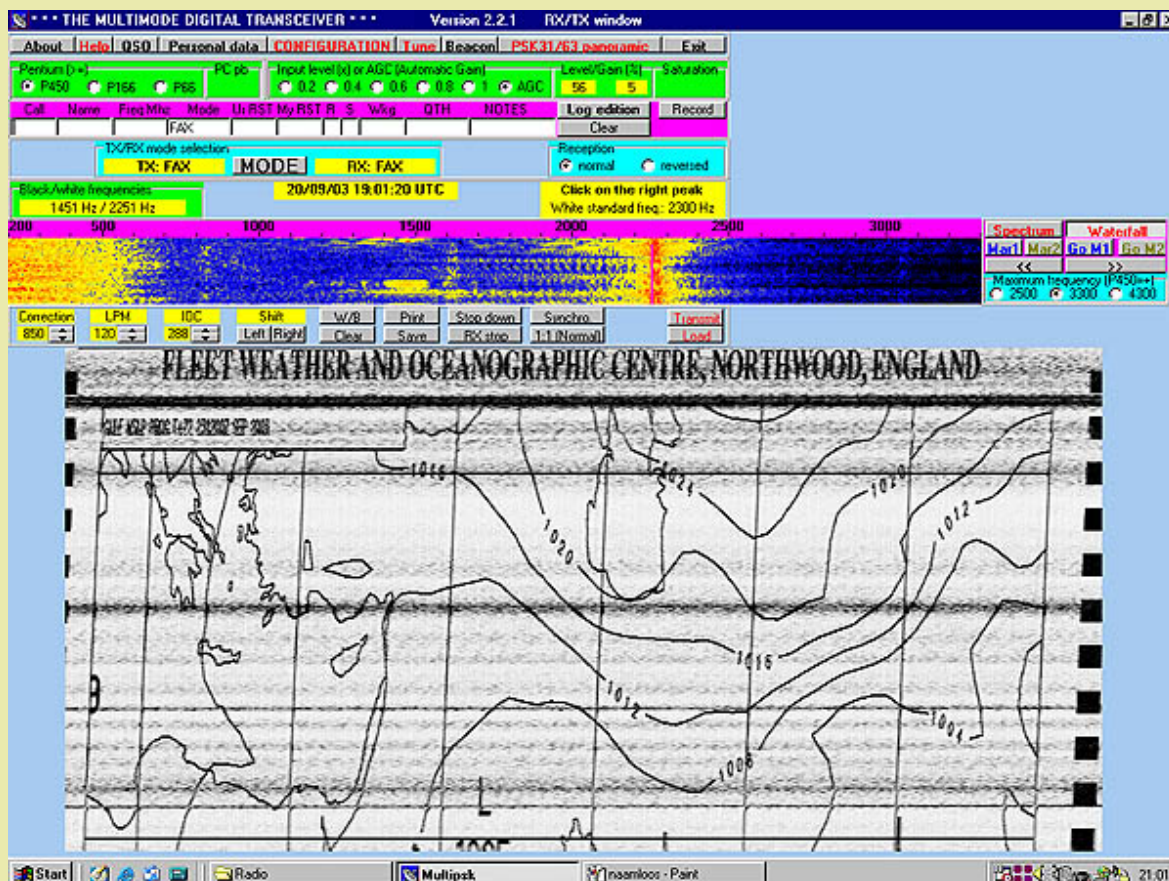 * * * THE MULTIMODE DIGITAL TRANSCEIVER * * * Version 2.2.1 RX/TX window
About Help QSO Personal data CONFIGURATION Tune Beacon PSK31/63 panoramic Exit
Pentium (>=) PC pb Input level (x) or AGC (Automatic Gain) Level/Gain (%) Saturation
P450 P166 P66 0.2 0.4 0.6 0.8 1 AGC 56 5
Call Name Freq Mhz Mode Ur RST My RST R S Wkg QTH NOTES Log edition Record
FAX Clear
TX/RX mode selection Reception
TX: FAX MODE RX: FAX normal reversed
Black/white frequencies 20/09/03 19:01:20 UTC Click on the right peak
1451 Hz / 2251 Hz White standard freq.: 2300 Hz
200 500 1000 1500 2000 2500 3000
Spectrum Waterfall
Mar1 Mar2 Go M1 Go M2
<< >>
Maximum frequency (P450=+)
2500 3300 4300
Correction LPM IOC Shift W/B Print Stop down Synchro. Transmit
850 120 288 Left Right Clear Save RX stop 1:1 (Normal) Load
FLEET WEATHER AND OCEANOGRAPHIC CENTRE, NORTHWOOD, ENGLAND
GULF MSLP PROG SEP
1016 1024 1020 1012
1020
1016
1012
1004
1008
L
Start Radio Multipsk naamloos - Paint 21:01